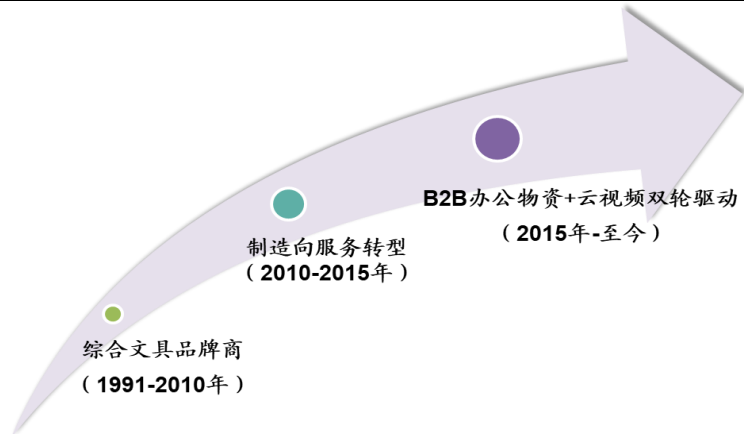 B2B办公物资+云视频双轮驱动
（2015年-至今）
制造向服务转型
（2010-2015年）
综合文具品牌商
（1991-2010年）